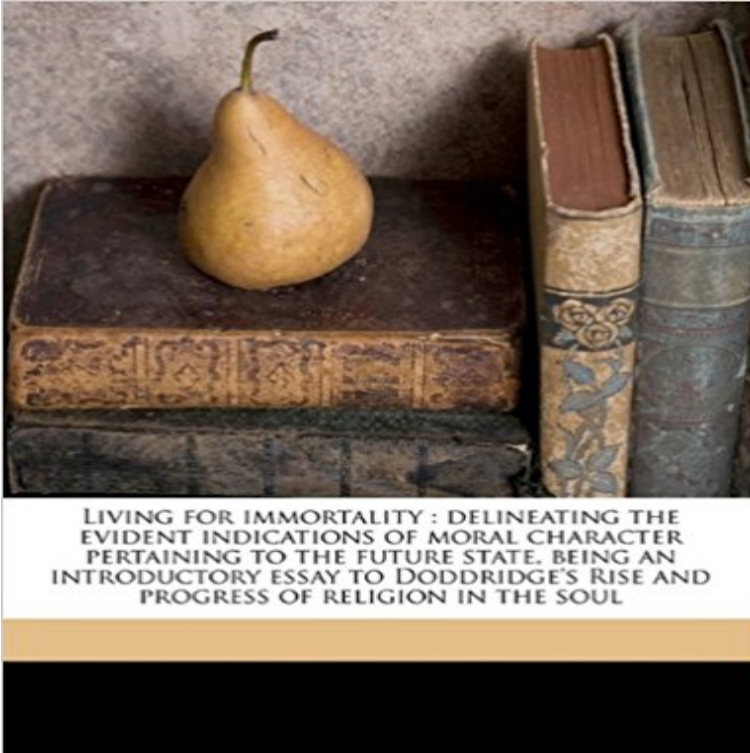 Living for immortality : delineating the
evident indications of moral character
pertaining to the future state, being an
introductory essay to Doddridge's Rise and
progress of religion in the soul